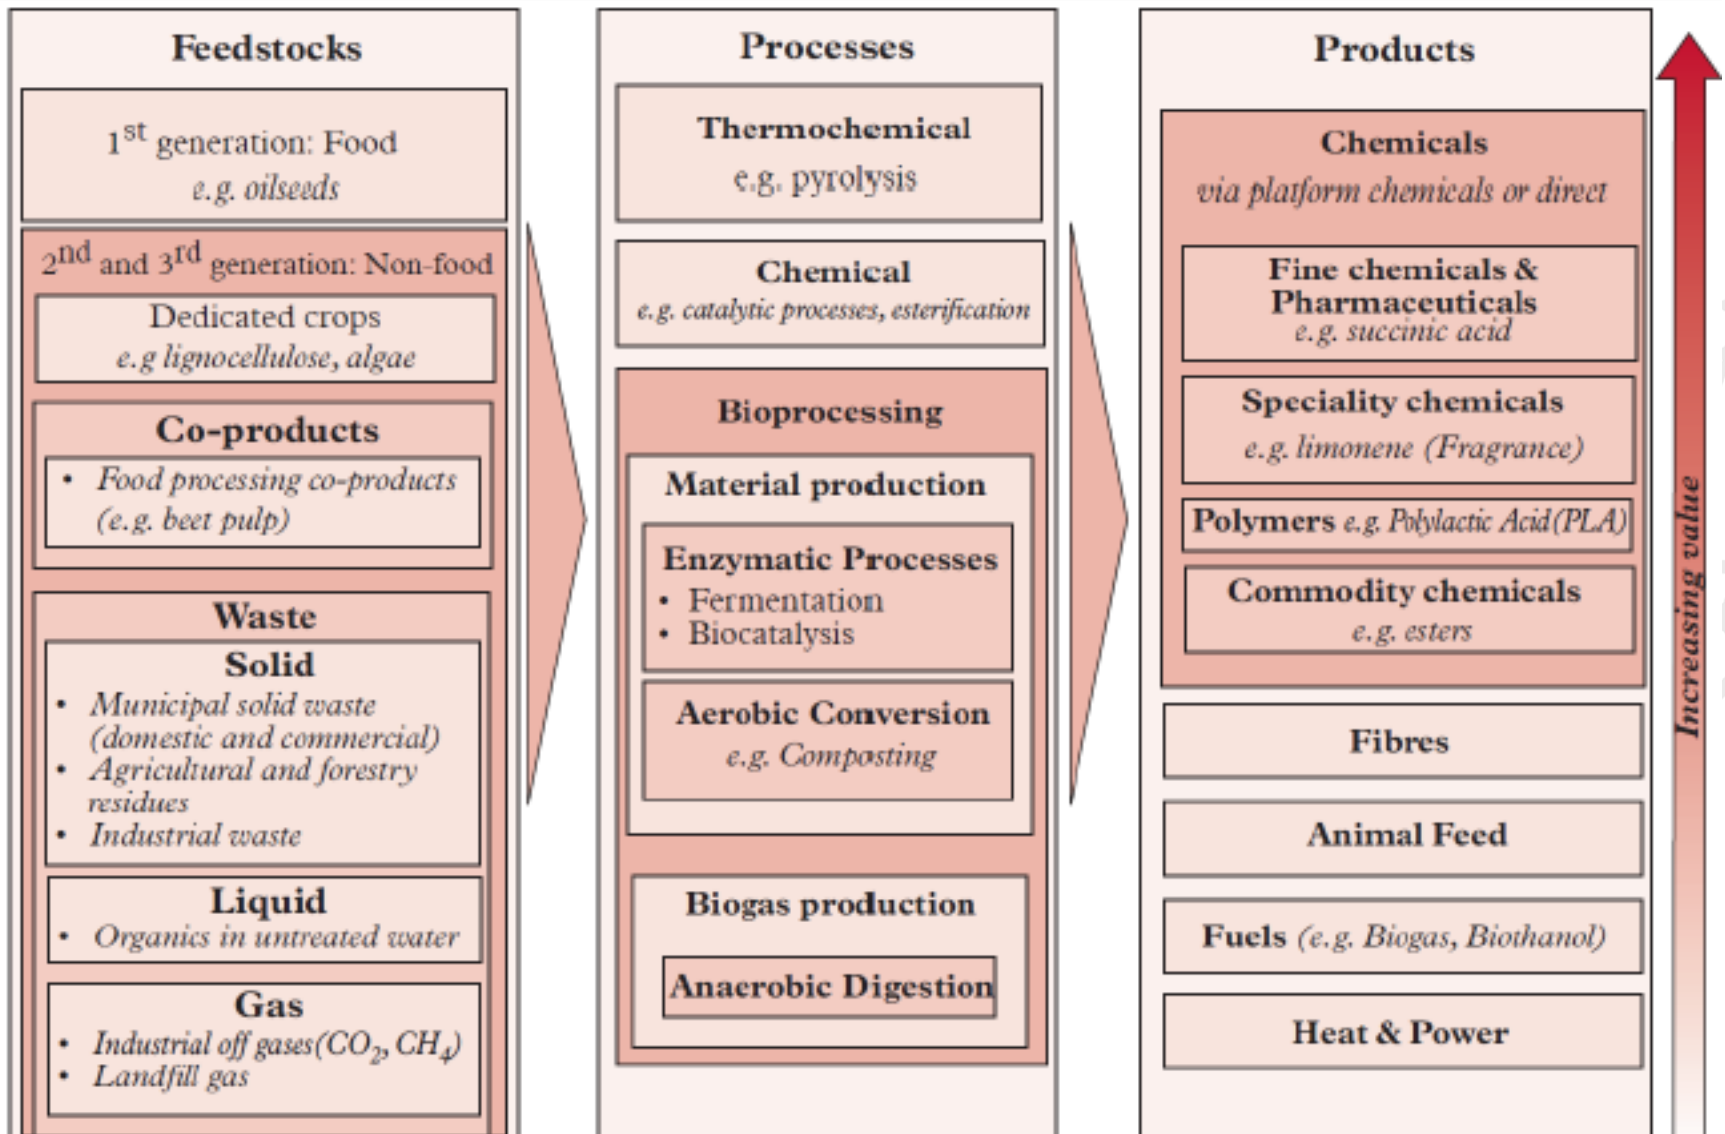 Feedstocks
1st generation: Food
e.g. oilseeds
2nd and 3rd generation: Non-food
Dedicated crops
e.g lignocellulose, algae
Co-products
• Food processing co-products
(e.g. beet pulp)
Waste
Solid
• Municipal solid waste
(domestic and commercial)
• Agricultural and forestry
residues
• Industrial waste
Liquid
• Organics in untreated water
Gas
• Industrial off gases(CO2, CH4)
• Landfill gas
Processes
Thermochemical
e.g. pyrolysis
Chemical
e.g. catalytic processes, esterification
Bioprocessing
Material production
Enzymatic Processes
• Fermentation
• Biocatalysis
Aerobic Conversion
e.g. Composting
Biogas production
Anaerobic Digestion
Products
Chemicals
via platform chemicals or direct
Fine chemicals &
Pharmaceuticals
e.g. succinic acid
Speciality chemicals
e.g. limonene (Fragrance)
Polymers e.g. Polylactic Acid(PLA)
Commodity chemicals
e.g. esters
Fibres
Animal Feed
Fuels (e.g. Biogas, Biothanol)
Heat & Power
Increasing value